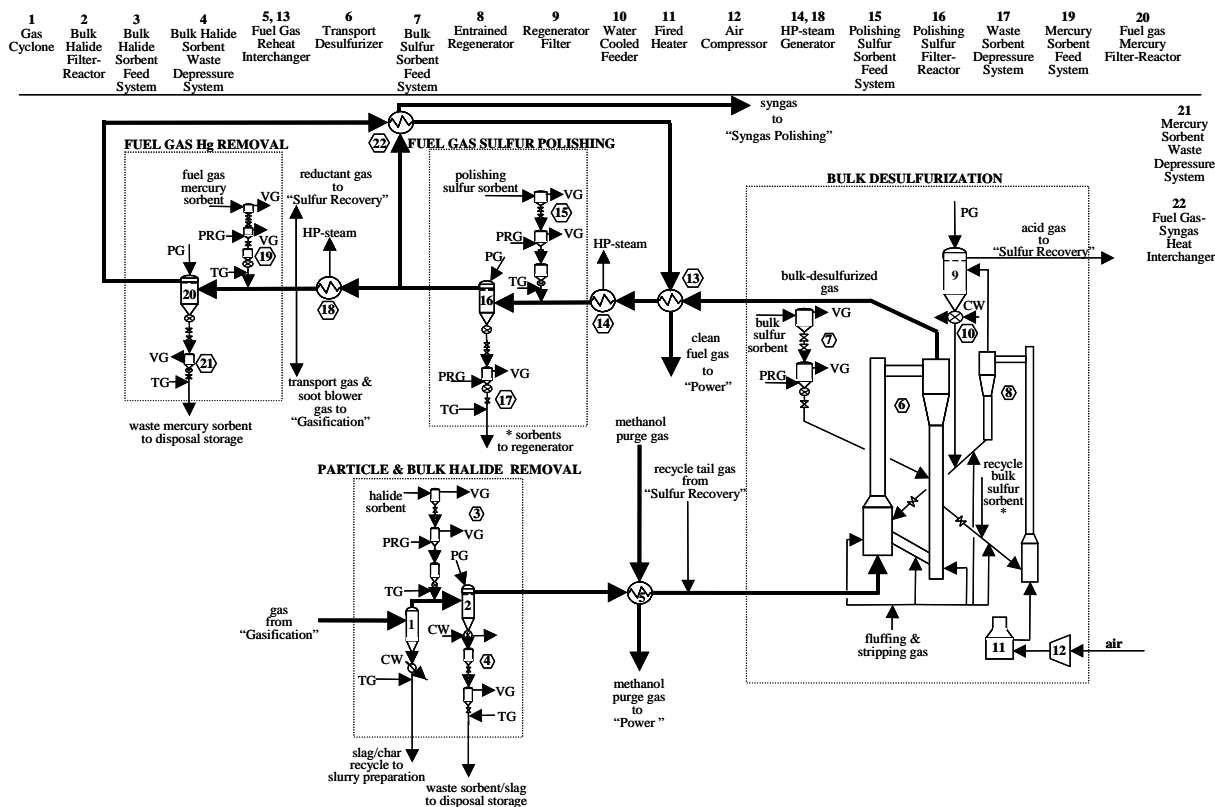 1
Gas
Cyclone
2
Bulk
Halide
Filter-
Reactor
3
Bulk
Halide
Sorbent
Feed
System
4
Bulk Halide
Sorbent
Waste
Depressure
System
5, 13
Fuel Gas
Reheat
Interchanger
6
Transport
Desulfurizer
7
Bulk
Sulfur
Sorbent
Feed
System
8
Entrained
Regenerator
9
Regenerator
Filter
10
Water
Cooled
Feeder
11
Fired
Heater
12
Air
Compressor
14, 18
HP-steam
Generator
15
Polishing
Sulfur
Sorbent
Feed
System
16
Polishing
Sulfur
Filter-
Reactor
17
Waste
Sorbent
Depressure
System
19
Mercury
Sorbent
Feed
System
20
Fuel gas
Mercury
Filter-Reactor
21
Mercury
Sorbent
Waste
Depressure
System
22
Fuel Gas-
Syngas
Heat
Interchanger
syngas
to
“Syngas Polishing”
22
FUEL GAS Hg REMOVAL
fuel gas
mercury
sorbent
VG
PRG
VG
19
PG
TG
20
VG
21
TG
waste mercury sorbent
to disposal storage
reductant gas
to
“Sulfur Recovery”
HP-steam
18
transport gas &
soot blower
gas to
“Gasification”
FUEL GAS SULFUR POLISHING
polishing
sulfur sorbent
VG
15
PRG
VG
PG
TG
16
VG
PRG
17
TG
* sorbents
to regenerator
HP-steam
14
13
clean
fuel gas
to
“Power”
bulk-desulfurized
gas
BULK DESULFURIZATION
PG
acid gas
to
“Sulfur Recovery”
9
CW
10
VG
bulk
sulfur
sorbent
7
VG
PRG
6
8
recycle
bulk
sulfur
sorbent
*
fluffing &
stripping gas
11
12
air
PARTICLE & BULK HALIDE REMOVAL
halide
sorbent
VG
3
PRG
VG
PG
TG
2
1
gas
from
“Gasification”
CW
CW
4
TG
VG
TG
slag/char
recycle to
slurry preparation
waste sorbent/slag
to disposal storage
methanol
purge gas
recycle tail gas
from
“Sulfur Recovery”
5
methanol
purge gas
to
“Power ”